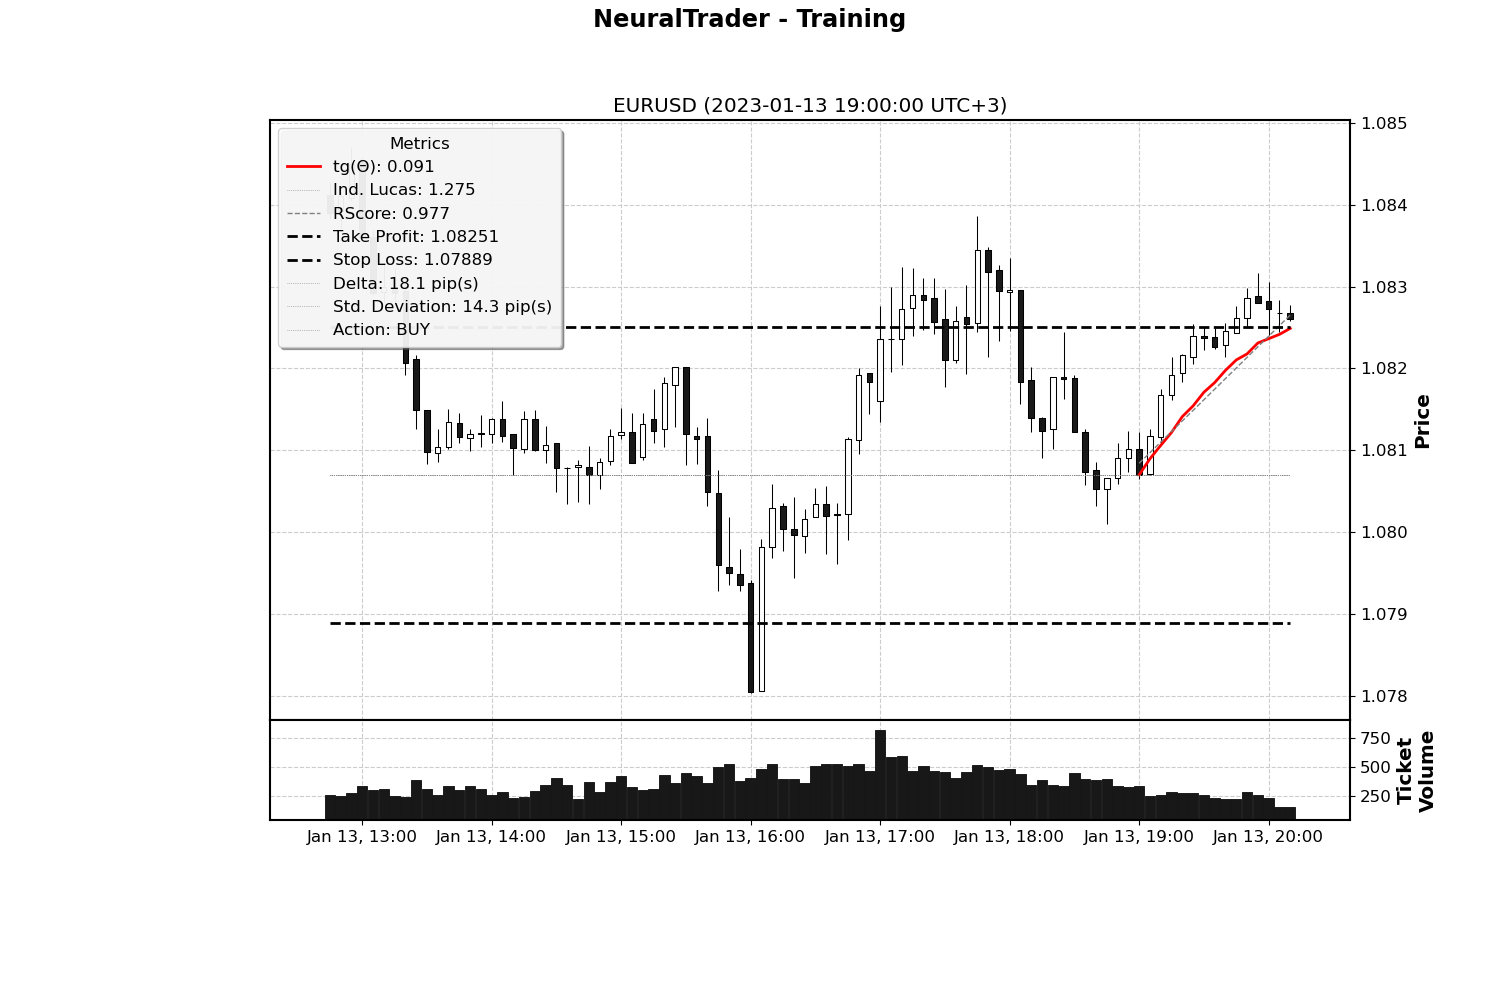 NeuralTrader - Training
EURUSD (2023-01-13 19:00:00 UTC+3)
Metrics
tg(Θ): 0.091
Ind. Lucas: 1.275
RScore: 0.977
Take Profit: 1.08251
Stop Loss: 1.07889
Delta: 18.1 pip(s)
Std. Deviation: 14.3 pip(s)
Action: BUY
1.085
1.084
1.083
1.082
1.081
1.080
1.079
1.078
Price
750
500
250
Ticket
Volume
Jan 13, 13:00 Jan 13, 14:00 Jan 13, 15:00 Jan 13, 16:00 Jan 13, 17:00 Jan 13, 18:00 Jan 13, 19:00 Jan 13, 20:00